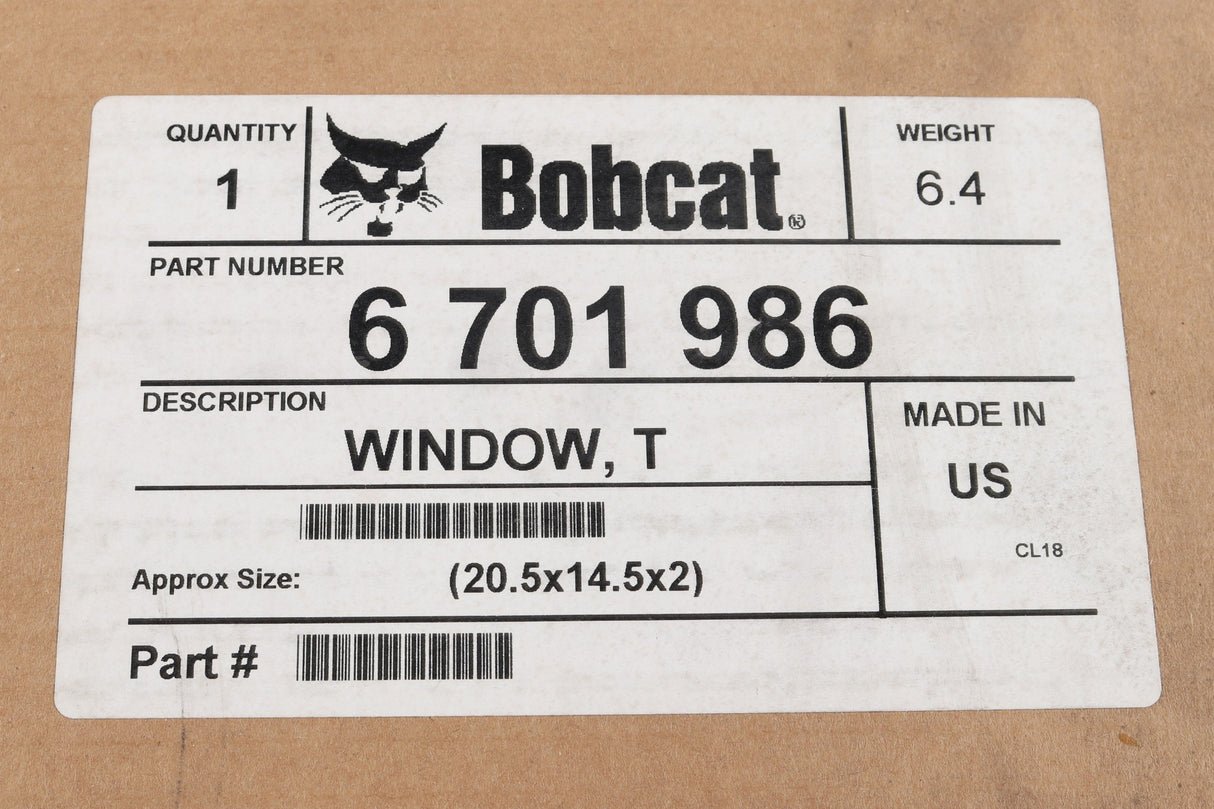 QUANTITY
1
Bobcat®
WEIGHT
6.4
PART NUMBER
6 701 986
DESCRIPTION
WINDOW, T
MADE IN
US
CL18
Approx Size: (20.5x14.5x2)
Part #